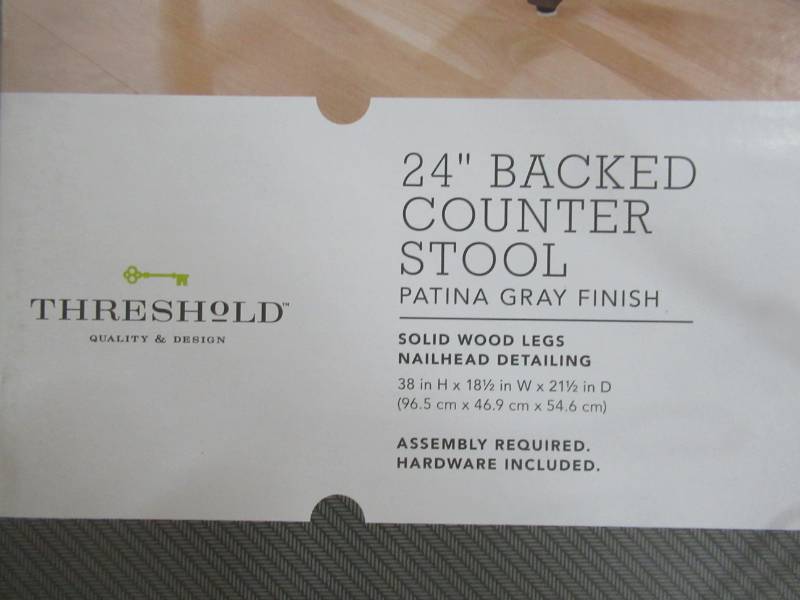 24" BACKED
COUNTER
STOOL
PATINA GRAY FINISH
THRESHOLD™
QUALITY & DESIGN
SOLID WOOD LEGS
NAILHEAD DETAILING
38 in H x 18½ in W x 21½ in D
(96.5 cm x 46.9 cm x 54.6 cm)
ASSEMBLY REQUIRED.
HARDWARE INCLUDED.